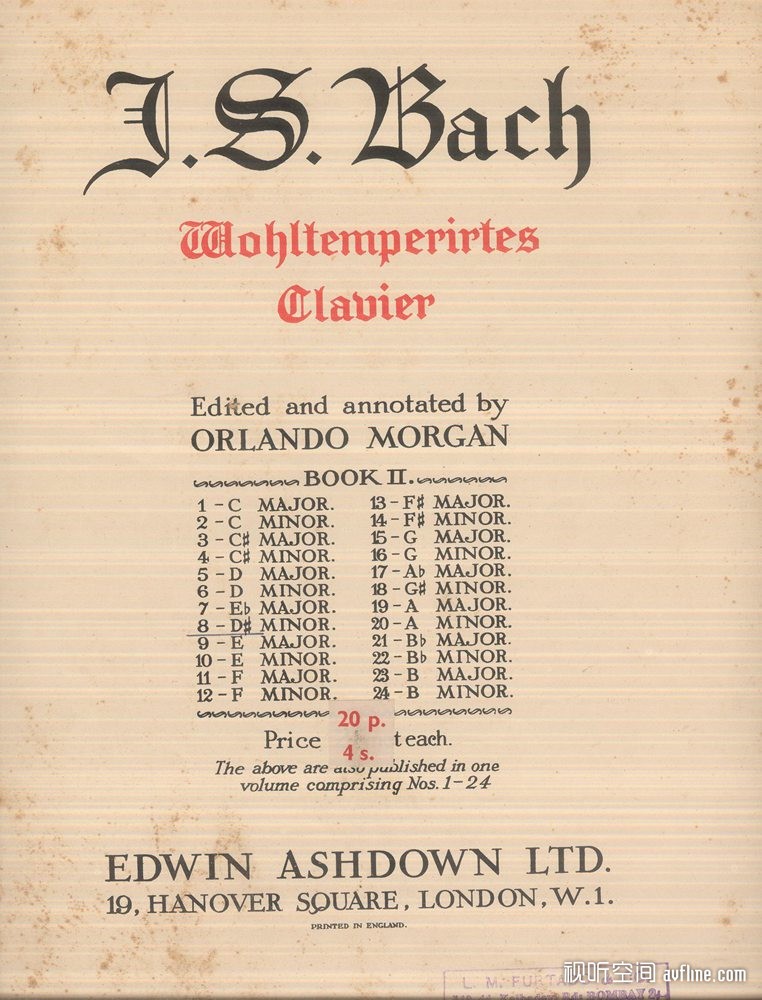 J.S. Bach
Wohltemperirtes
Clavier
Edited and annotated by
ORLANDO MORGAN
BOOK II.
1 - C MAJOR. 13 - F♯ MAJOR.
2 - C MINOR. 14 - F♯ MINOR.
3 - C♯ MAJOR. 15 - G MAJOR.
4 - C♯ MINOR. 16 - G MINOR.
5 - D MAJOR. 17 - A♭ MAJOR.
6 - D MINOR. 18 - G♯ MINOR.
7 - E♭ MAJOR. 19 - A MAJOR.
8 - D♯ MINOR. 20 - A MINOR.
9 - E MAJOR. 21 - B♭ MAJOR.
10 - E MINOR. 22 - B♭ MINOR.
11 - F MAJOR. 23 - B MAJOR.
12 - F MINOR. 24 - B MINOR.
20 p.
Price t each.
4 s.
The above are also published in one
volume comprising Nos. 1-24
EDWIN ASHDOWN LTD.
19, HANOVER SQUARE, LONDON, W.1.
PRINTED IN ENGLAND.
L. M.
视听空间 avfline.com
BOMBAY